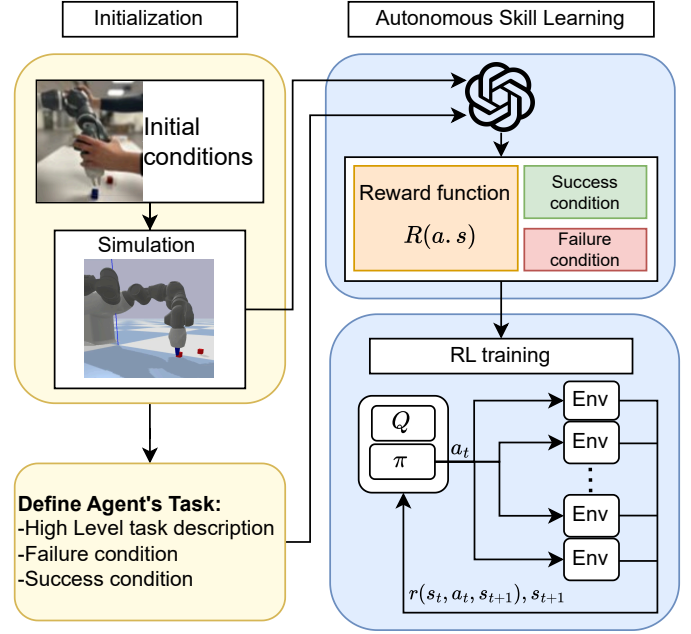 Initialization
Initial
conditions
Simulation
Define Agent's Task:
-High Level task description
-Failure condition
-Success condition
Autonomous Skill Learning
Reward function
R(a.s)
Success
condition
Failure
condition
RL training
Q
π
a_t
Env
Env
Env
Env
r(s_t, a_t, s_{t+1}), s_{t+1}